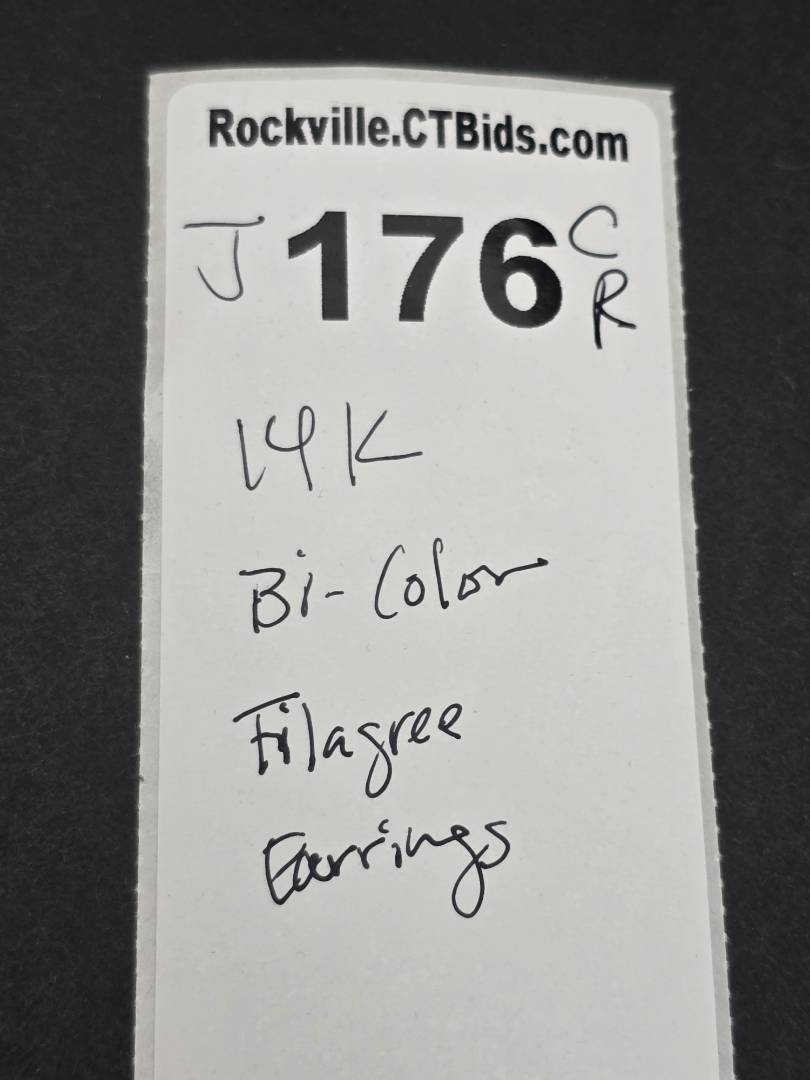 Rockville.CTBids.com
J 176 C
R
14K
Bi-Color
Filagree
Earrings